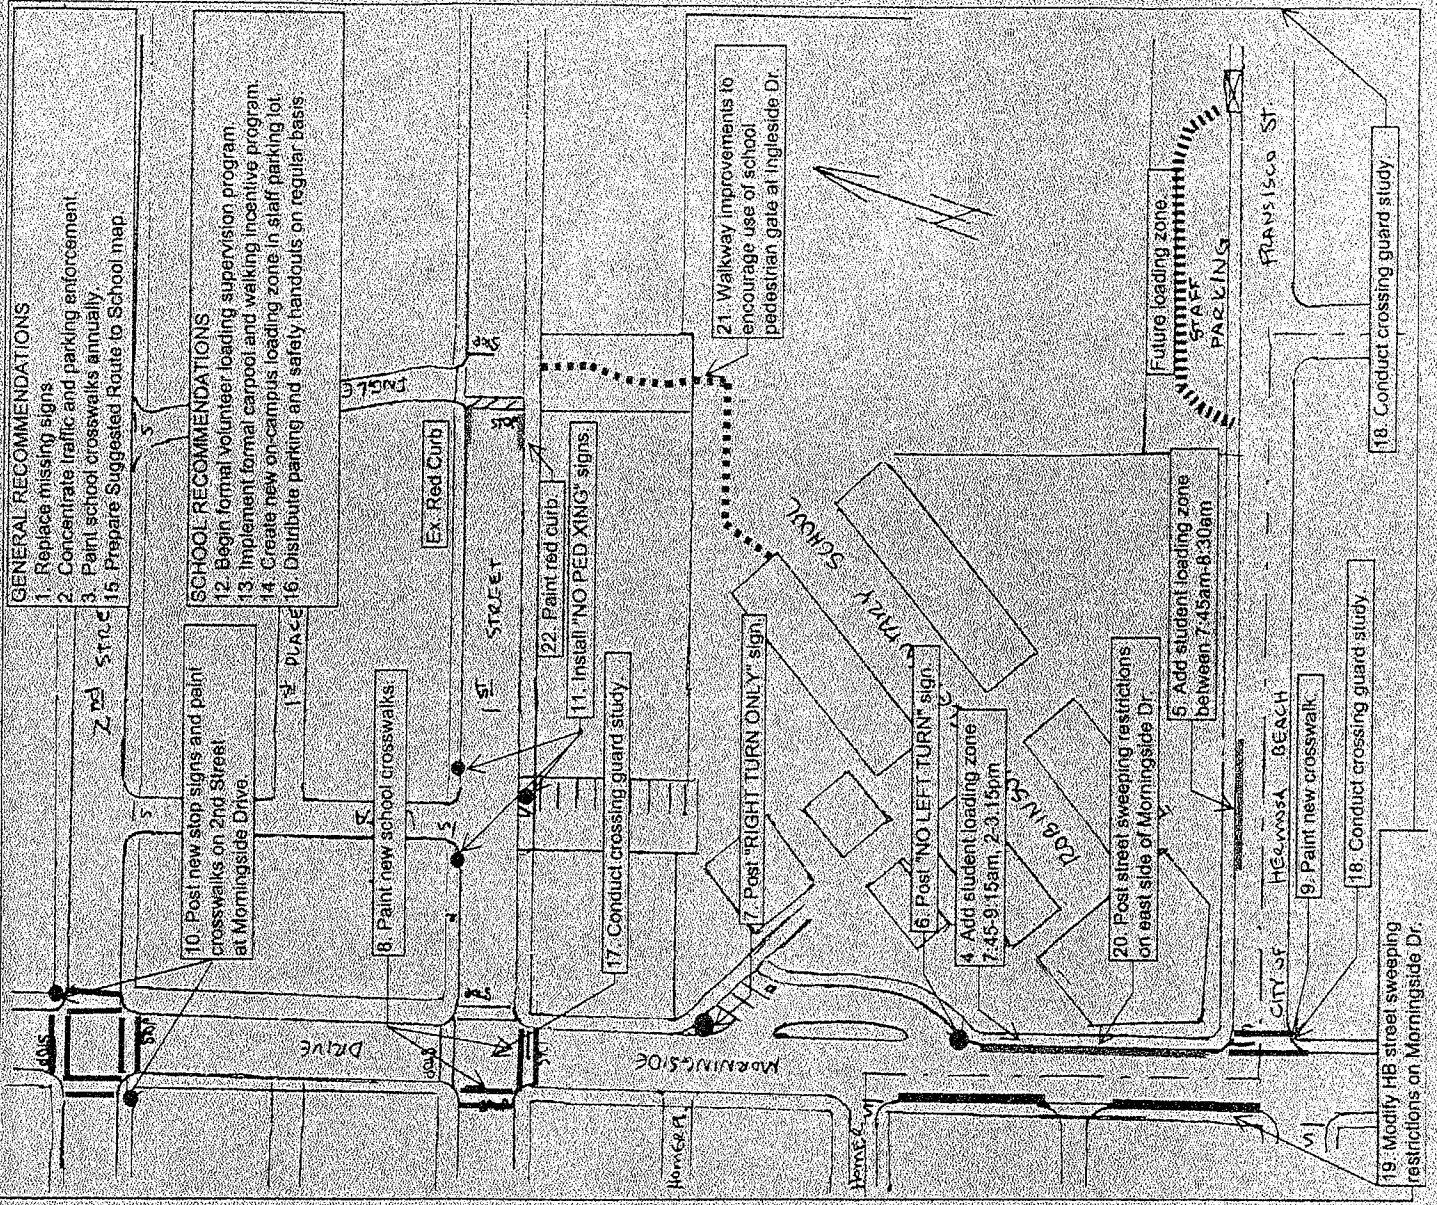 GENERAL RECOMMENDATIONS
1. Replace missing signs.
2. Concentrate traffic and parking enforcement
3. Paint school crosswalks annually.
15. Prepare Suggested Route to School map
SCHOOL RECOMMENDATIONS
12. Begin formal volunteer loading supervision program.
13. Implement formal carpool and walking incentive program.
14. Create new on-campus loading zone in staff parking lot.
16. Distribute parking and safety handouts on regular basis.
2nd STRE
10. Post new stop signs and paint
crosswalks on 2nd Street
at Morningside Drive
1st PLACE
INGLE
8. Paint new school crosswalks.
Ex. Red Curb
1ST STREET
22. Paint red curb
11. Install "NO PED XING" signs.
17. Conduct crossing guard study.
STOP
STOP
STOP
DRIVE
MORNINGSIDE
HOMER PL
HOMER S
21. Walkway improvements to
encourage use of school
pedestrian gate at Ingleside Dr.
7. Post "RIGHT TURN ONLY" sign.
SCHOOL
ROBINS
6. Post "NO LEFT TURN" sign.
4. Add student loading zone
7:45-9:15am, 2-3:15pm
20. Post street sweeping restrictions
on east side of Morningside Dr.
5. Add student loading zone
between 7:45am-8:30am
Future loading zone.
STAFF
PARKING
FRANSISCO ST
CITY OF HERMOSA BEACH
9. Paint new crosswalk.
18. Conduct crossing guard study.
18. Conduct crossing guard study
19. Modify HB street sweeping
restrictions on Morningside Dr.